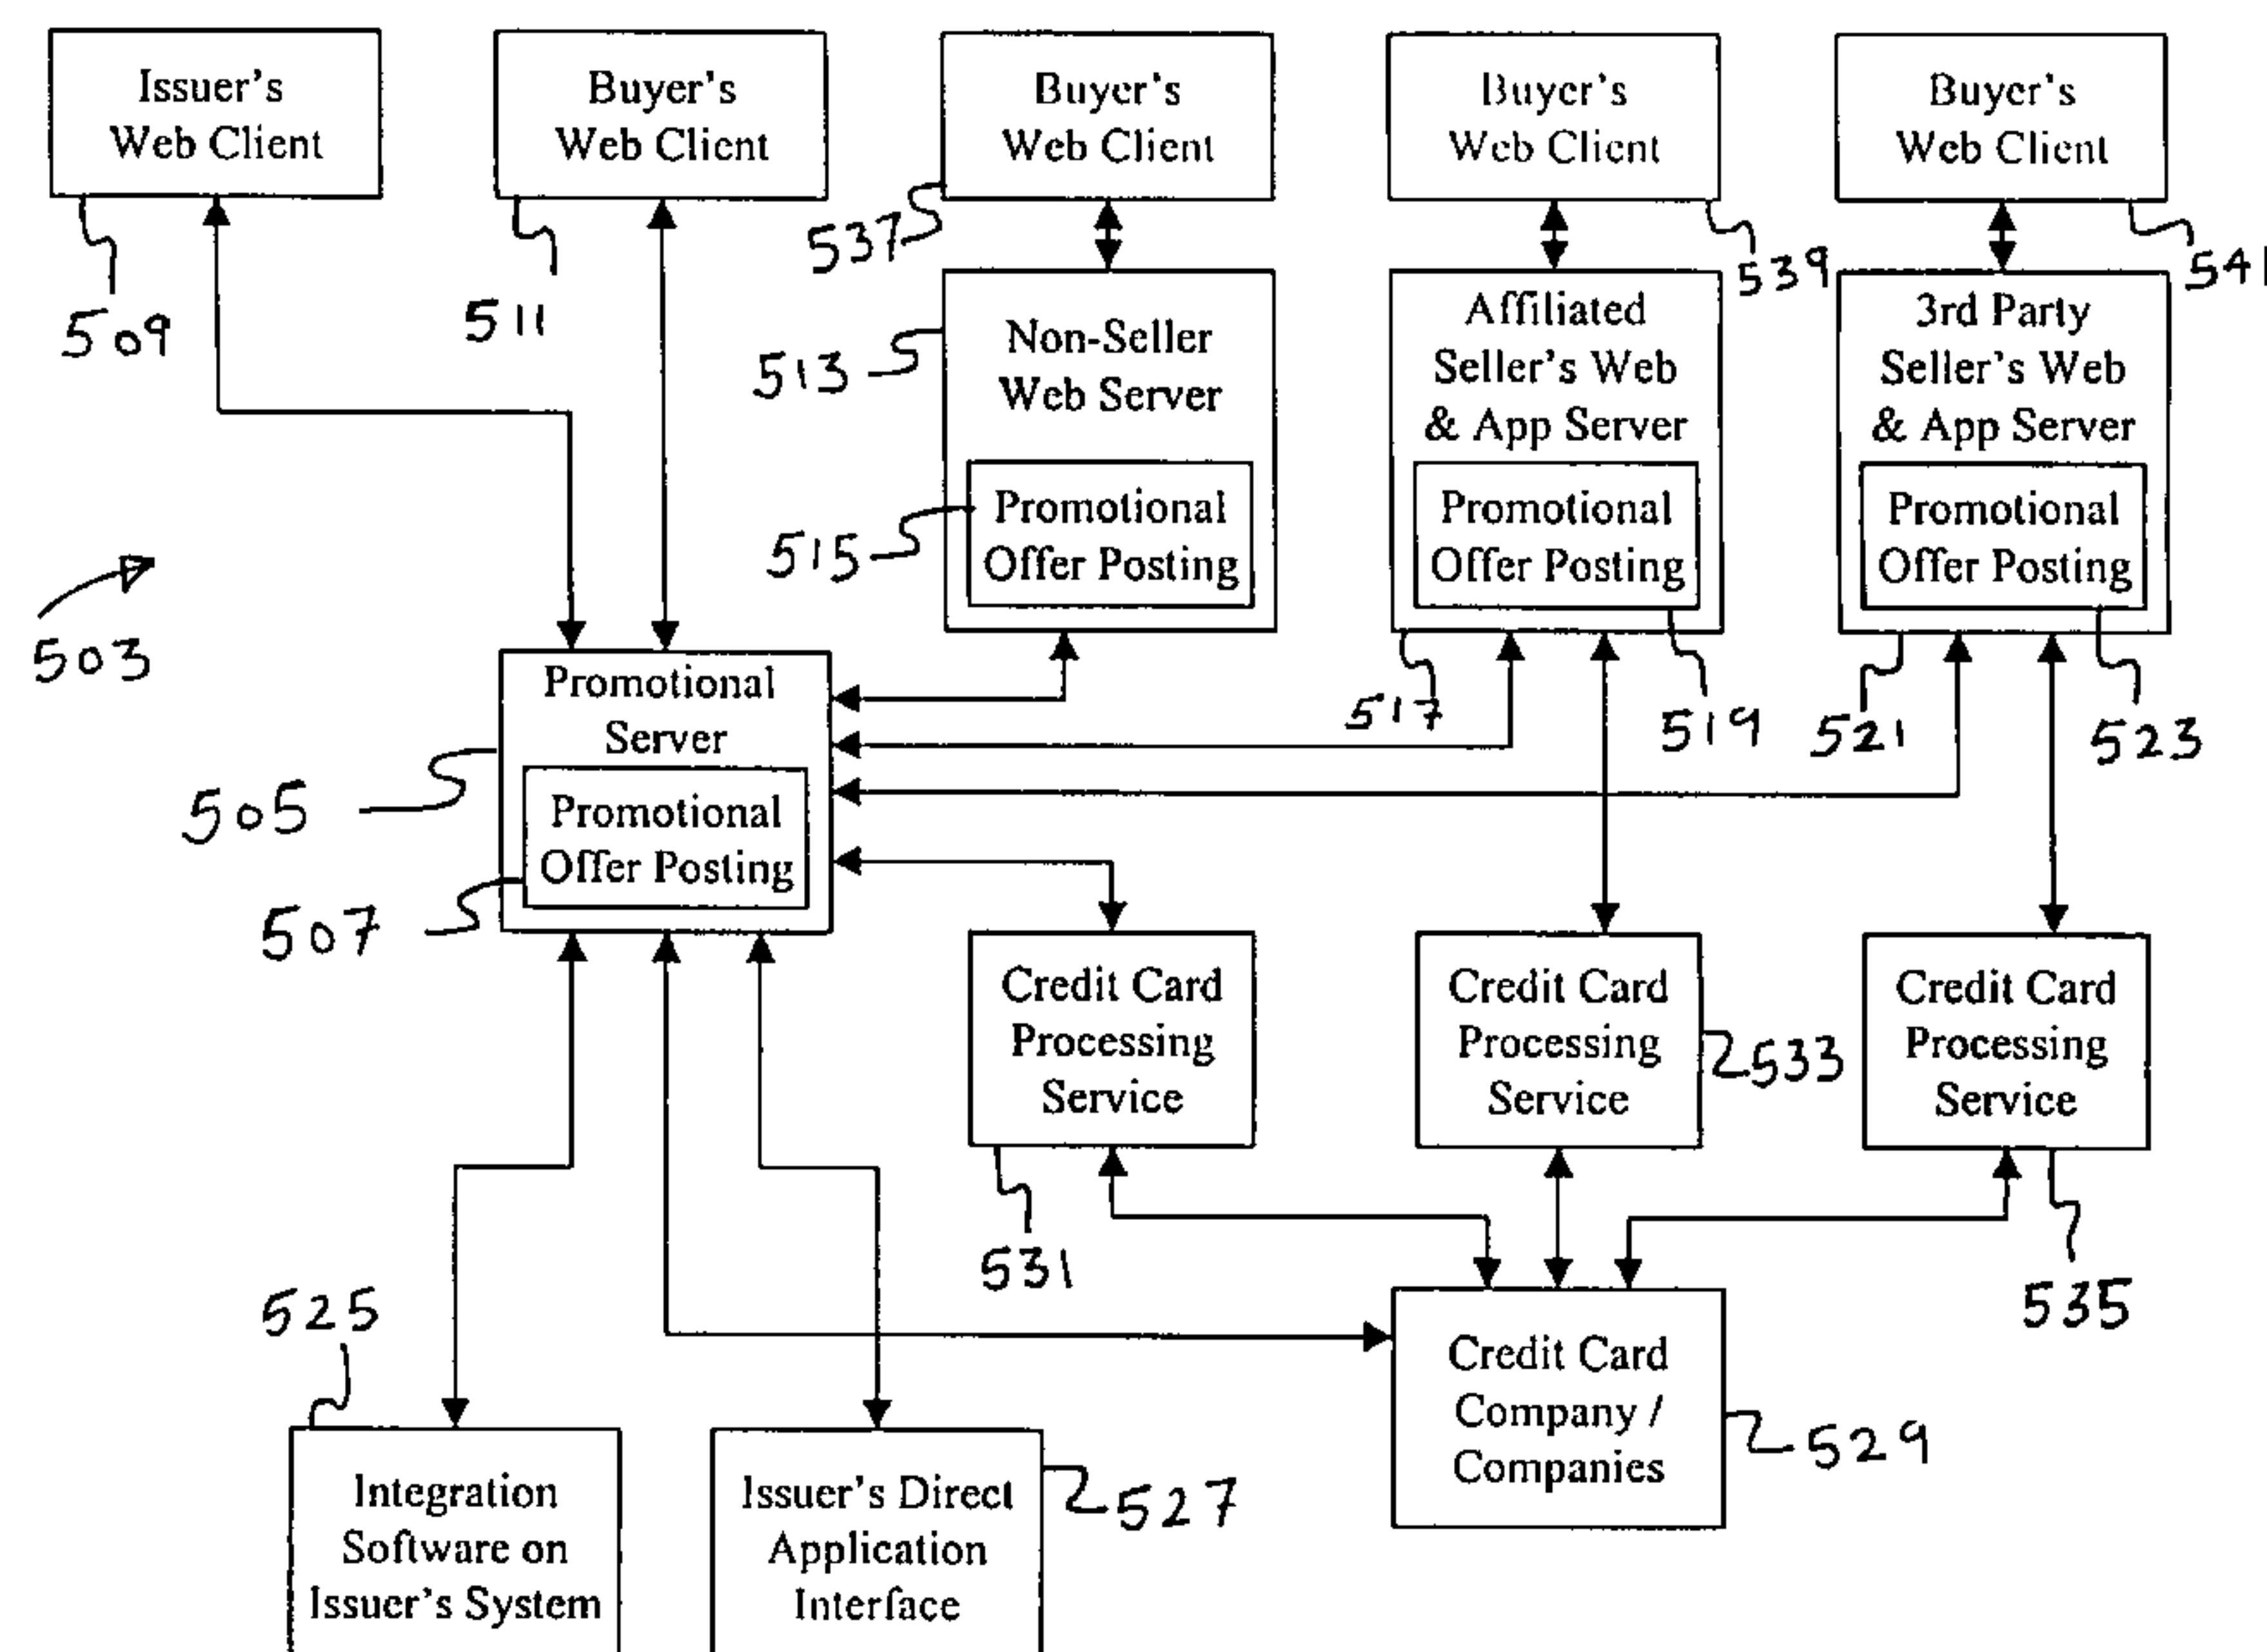 Issuer's
Web Client
Buyer's
Web Client
Buyer's
Web Client
Buyer's
Web Client
Buyer's
Web Client
509
511
537
539
541
513
Non-Seller
Web Server
Affiliated
Seller's Web
& App Server
3rd Party
Seller's Web
& App Server
515
Promotional
Offer Posting
Promotional
Offer Posting
Promotional
Offer Posting
503
517
519
521
523
Promotional
Server
505
Promotional
Offer Posting
507
Credit Card
Processing
Service
Credit Card
Processing
Service
533
Credit Card
Processing
Service
531
535
525
Credit Card
Company /
Companies
529
Integration
Software on
Issuer's System
Issuer's Direct
Application
Interface
527